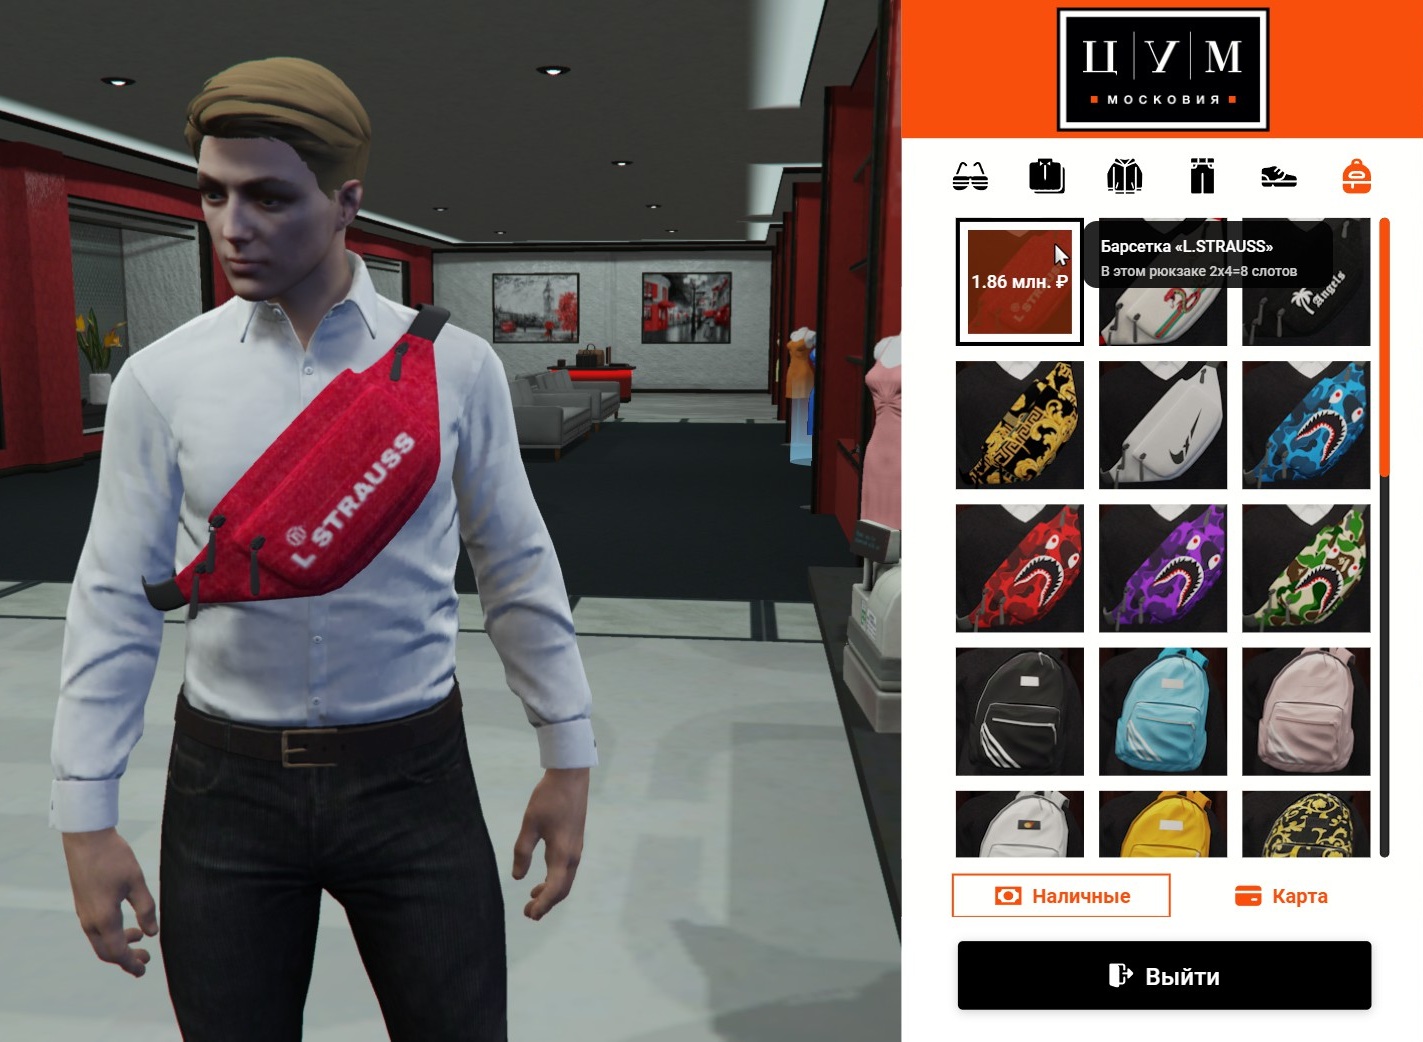 Ц У М
МОСКОВИЯ
1.86 млн. ₽
Барсетка «L.STRAUSS»
В этом рюкзаке 2x4=8 слотов
Angels
L STRAUSS
Наличные
Карта
Выйти